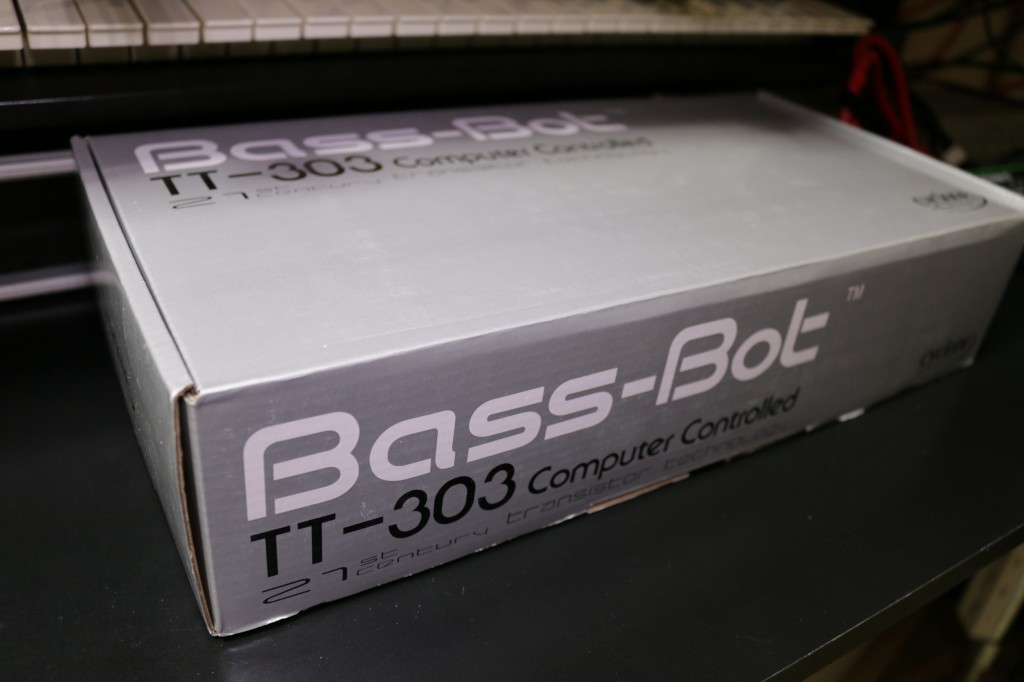 Bass-Bot
TT-303 Computer Controlled
21st century transistor technology
Bass-Bot™
TT-303 Computer Controlled
21st century transistor technology